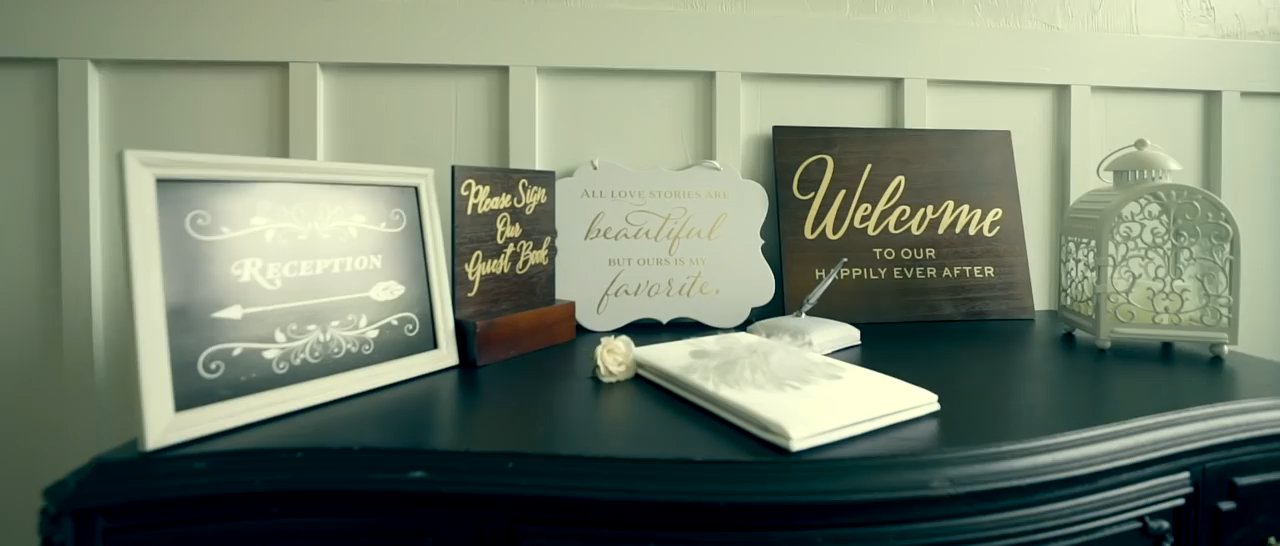 RECEPTION
Please Sign
Our
Guest Book
ALL LOVE STORIES ARE
beautiful
BUT OURS IS MY
favorite.
Welcome
TO OUR
HAPPILY EVER AFTER